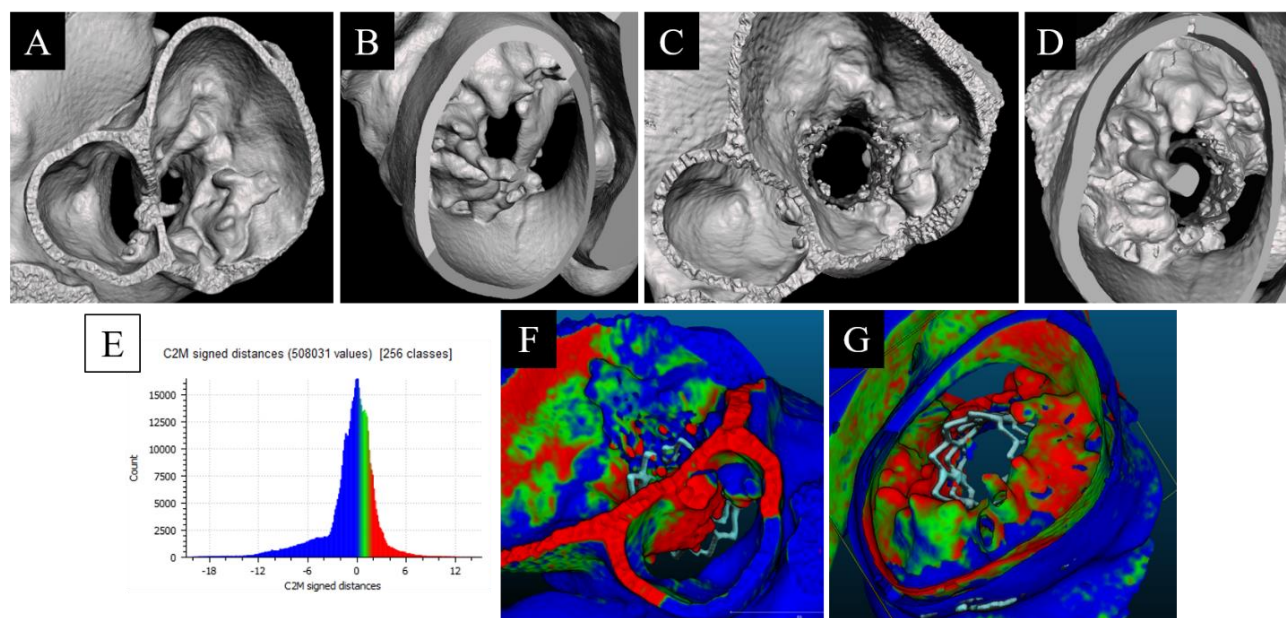 A
B
C
D
E
C2M signed distances (508031 values) [256 classes]
15000
12500
10000
7500
5000
2500
0
Count
-18
-12
-6
0
6
12
C2M signed distances
F
G